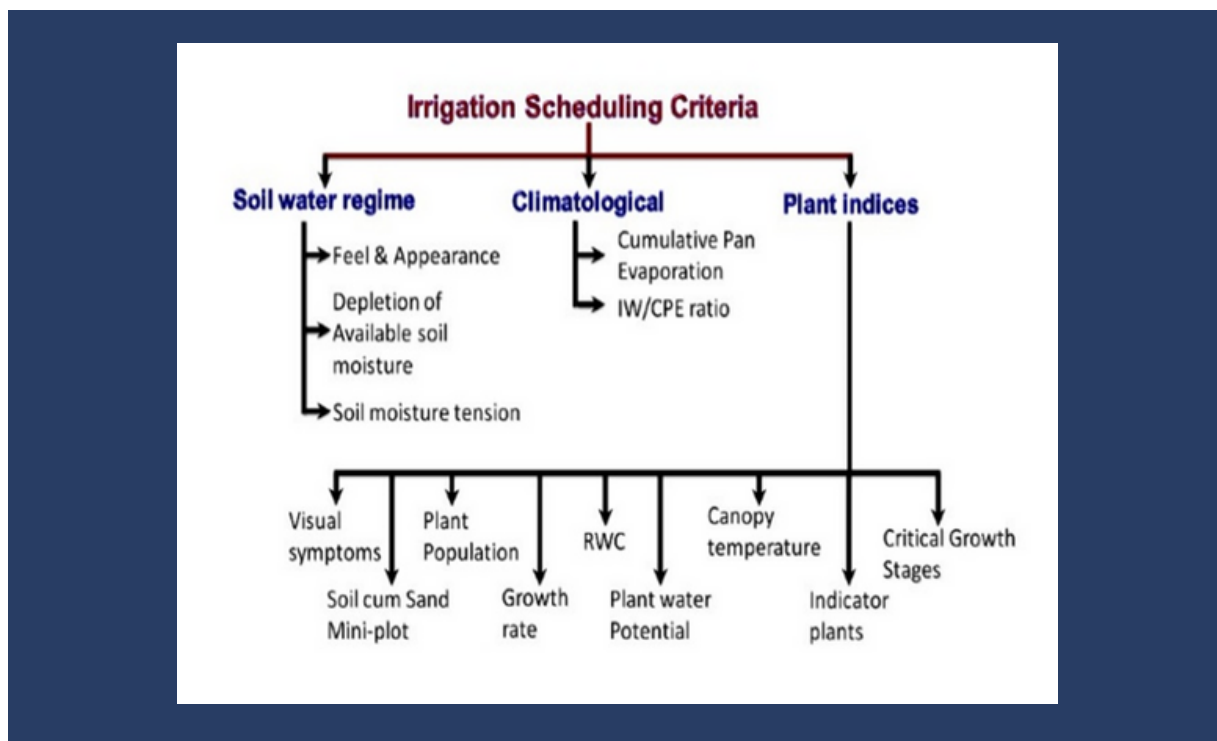 Irrigation Scheduling Criteria
Soil water regime
Feel & Appearance
Depletion of
Available soil
moisture
Soil moisture tension
Climatological
Cumulative Pan
Evaporation
IW/CPE ratio
Plant indices
Visual
symptoms
Soil cum Sand
Mini-plot
Plant
Population
Growth
rate
RWC
Plant water
Potential
Canopy
temperature
Indicator
plants
Critical Growth
Stages